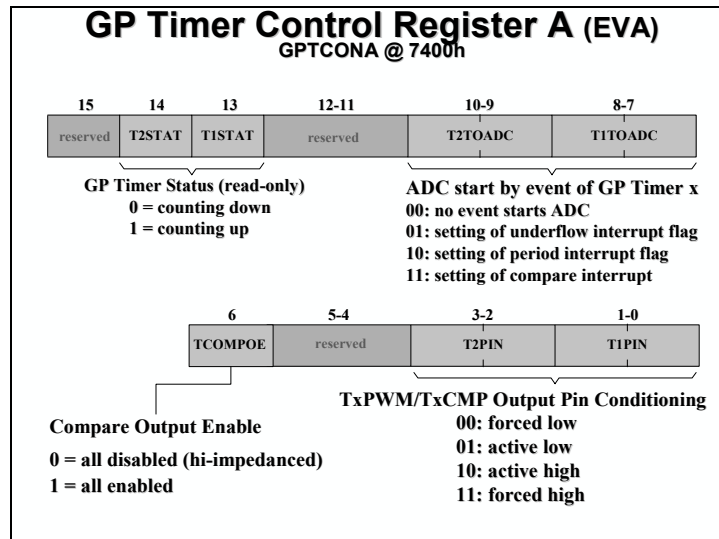 GP Timer Control Register A (EVA)
GPTCONA @ 7400h
15 14 13 12-11 10-9 8-7
reserved T2STAT T1STAT reserved T2TOADC T1TOADC
GP Timer Status (read-only)
0 = counting down
1 = counting up
ADC start by event of GP Timer x
00: no event starts ADC
01: setting of underflow interrupt flag
10: setting of period interrupt flag
11: setting of compare interrupt
6 5-4 3-2 1-0
TCOMPOE reserved T2PIN T1PIN
Compare Output Enable
0 = all disabled (hi-impedanced)
1 = all enabled
TxPWM/TxCMP Output Pin Conditioning
00: forced low
01: active low
10: active high
11: forced high